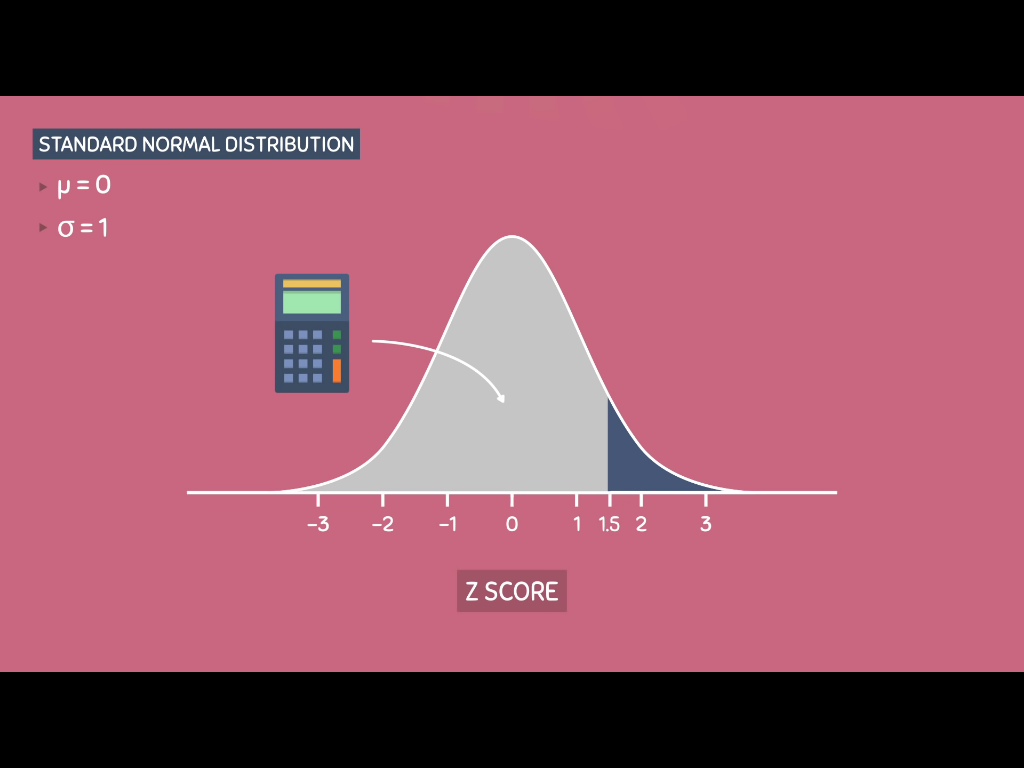 STANDARD NORMAL DISTRIBUTION
μ = 0
σ = 1
−3 −2 −1 0 1 1.5 2 3
Z SCORE